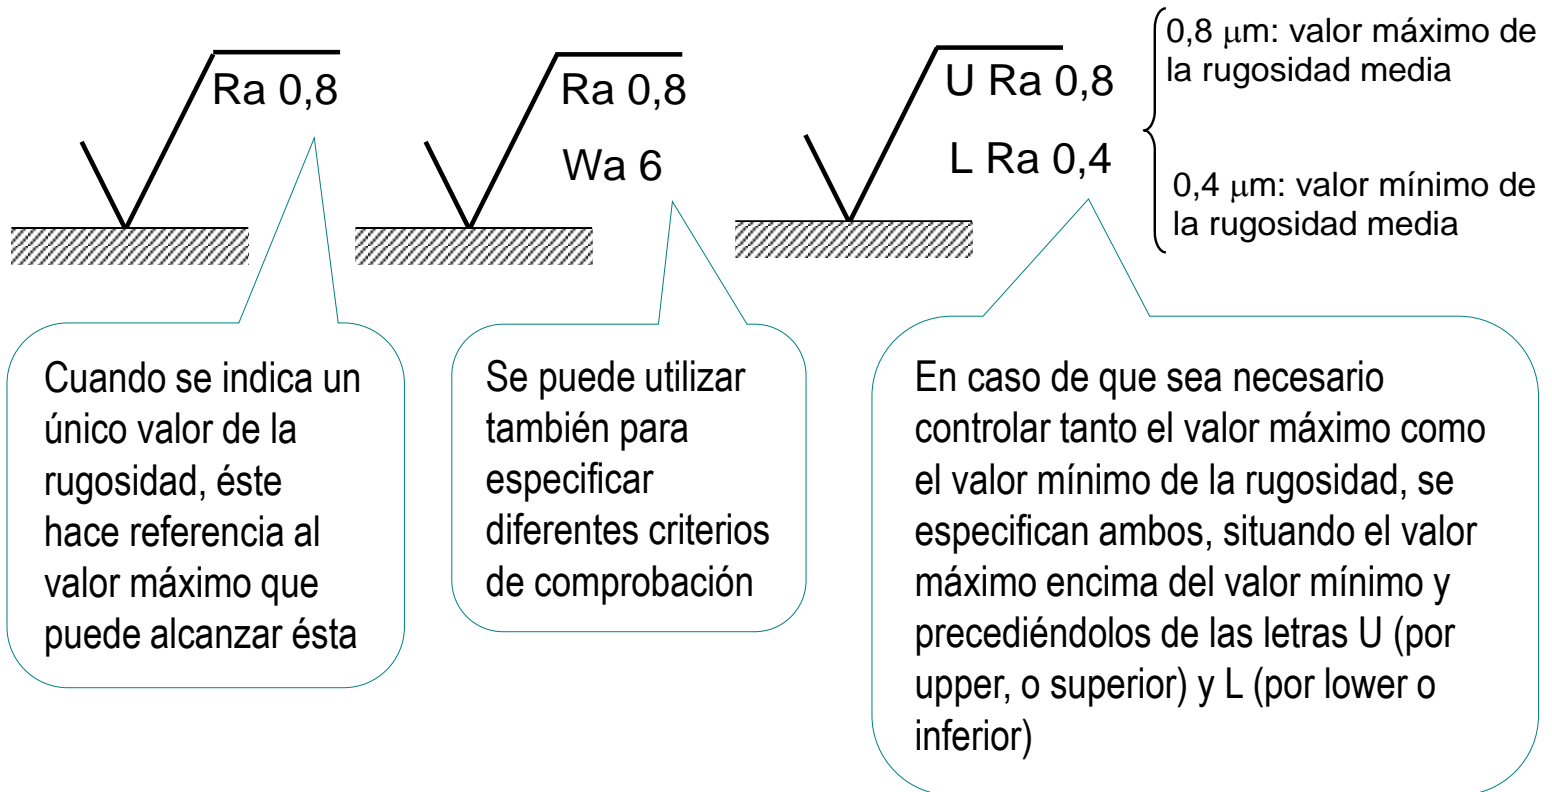 Ra 0,8
Ra 0,8
Wa 6
U Ra 0,8
L Ra 0,4
0,8 μm: valor máximo de
la rugosidad media
0,4 μm: valor mínimo de
la rugosidad media
Cuando se indica un
único valor de la
rugosidad, éste
hace referencia al
valor máximo que
puede alcanzar ésta
Se puede utilizar
también para
especificar
diferentes criterios
de comprobación
En caso de que sea necesario
controlar tanto el valor máximo como
el valor mínimo de la rugosidad, se
especifican ambos, situando el valor
máximo encima del valor mínimo y
precediéndolos de las letras U (por
upper, o superior) y L (por lower o
inferior)